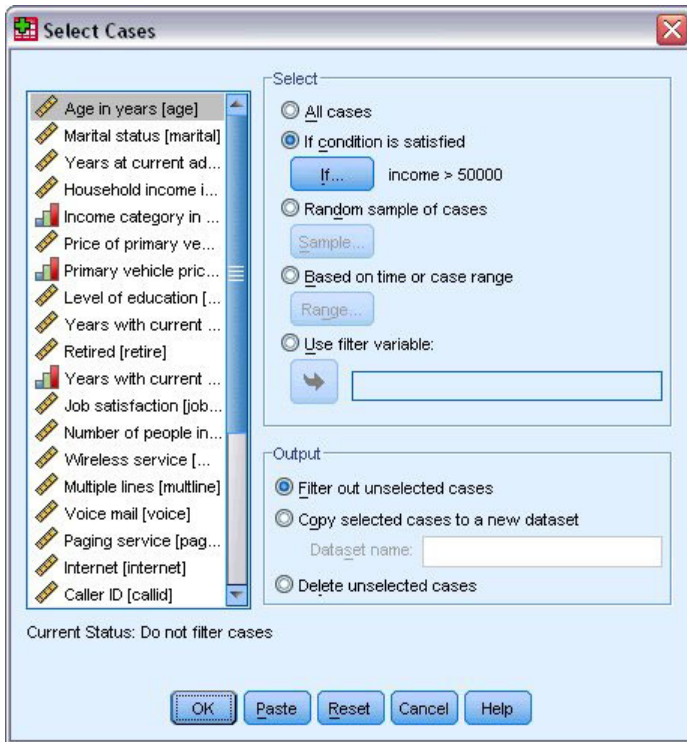 Select Cases
Age in years [age]
Marital status [marital]
Years at current ad...
Household income i...
Income category in ...
Price of primary ve...
Primary vehicle pric...
Level of education [...
Years with current ...
Retired [retire]
Years with current ...
Job satisfaction [job...
Number of people in...
Wireless service [...
Multiple lines [multline]
Voice mail [voice]
Paging service [pag...
Internet [internet]
Caller ID [callid]
Current Status: Do not filter cases
Select
All cases
If condition is satisfied
If... income > 50000
Random sample of cases
Sample...
Based on time or case range
Range...
Use filter variable:
Output
Filter out unselected cases
Copy selected cases to a new dataset
Dataset name:
Delete unselected cases
OK Paste Reset Cancel Help